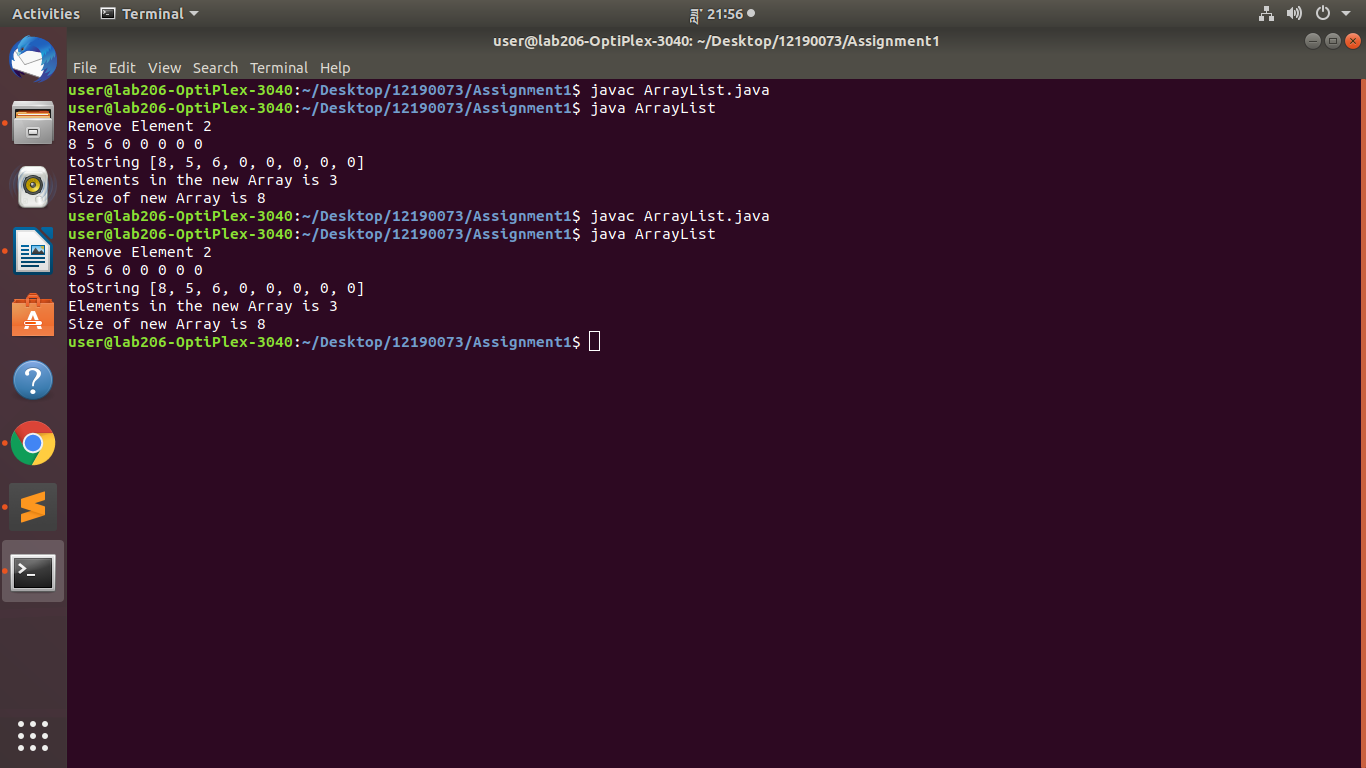 Activities Terminal 21:56
user@lab206-OptiPlex-3040: ~/Desktop/12190073/Assignment1
File Edit View Search Terminal Help
user@lab206-OptiPlex-3040:~/Desktop/12190073/Assignment1$ javac ArrayList.java
user@lab206-OptiPlex-3040:~/Desktop/12190073/Assignment1$ java ArrayList
Remove Element 2
8 5 6 0 0 0 0 0
toString [8, 5, 6, 0, 0, 0, 0, 0]
Elements in the new Array is 3
Size of new Array is 8
user@lab206-OptiPlex-3040:~/Desktop/12190073/Assignment1$ javac ArrayList.java
user@lab206-OptiPlex-3040:~/Desktop/12190073/Assignment1$ java ArrayList
Remove Element 2
8 5 6 0 0 0 0 0
toString [8, 5, 6, 0, 0, 0, 0, 0]
Elements in the new Array is 3
Size of new Array is 8
user@lab206-OptiPlex-3040:~/Desktop/12190073/Assignment1$